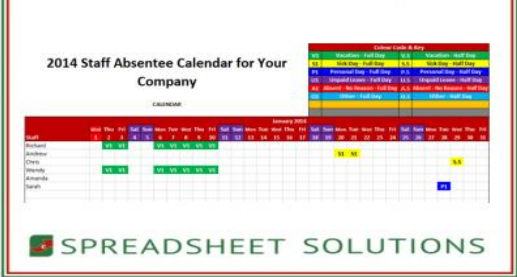 Colour Code & Key
2014 Staff Absentee Calendar for Your
Company
V1 Vacation - Full Day V.5 Vacation - Half Day
S1 Sick Day - Full Day S.5 Sick Day - Half Day
P1 Personal Day - Full Day P.5 Personal Day - Half Day
U1 Unpaid Leave - Full Day U.5 Unpaid Leave - Half Day
A1 Absent - No Reason - Full Day A.5 Absent - No Reason - Half Day
Other - Full Day Other - Half Day
CALENDAR
January 2014
Staff Wed Thu Fri Sat Sun Mon Tue Wed Thu Fri Sat Sun Mon Tue Wed Thu Fri Sat Sun Mon Tue Wed Thu Fri Sat Sun Mon Tue Wed Thu Fri
1 2 3 4 5 6 7 8 9 10 11 12 13 14 15 16 17 18 19 20 21 22 23 24 25 26 27 28 29 30 31
Richard V1 V1 V1 V1 V1 V1 V1
Andrew S1 S1
Chris S.5
Wendy V1 V1 V1 V1 V1 V1 V1
Amanda
Sarah P1
SPREADSHEET SOLUTIONS